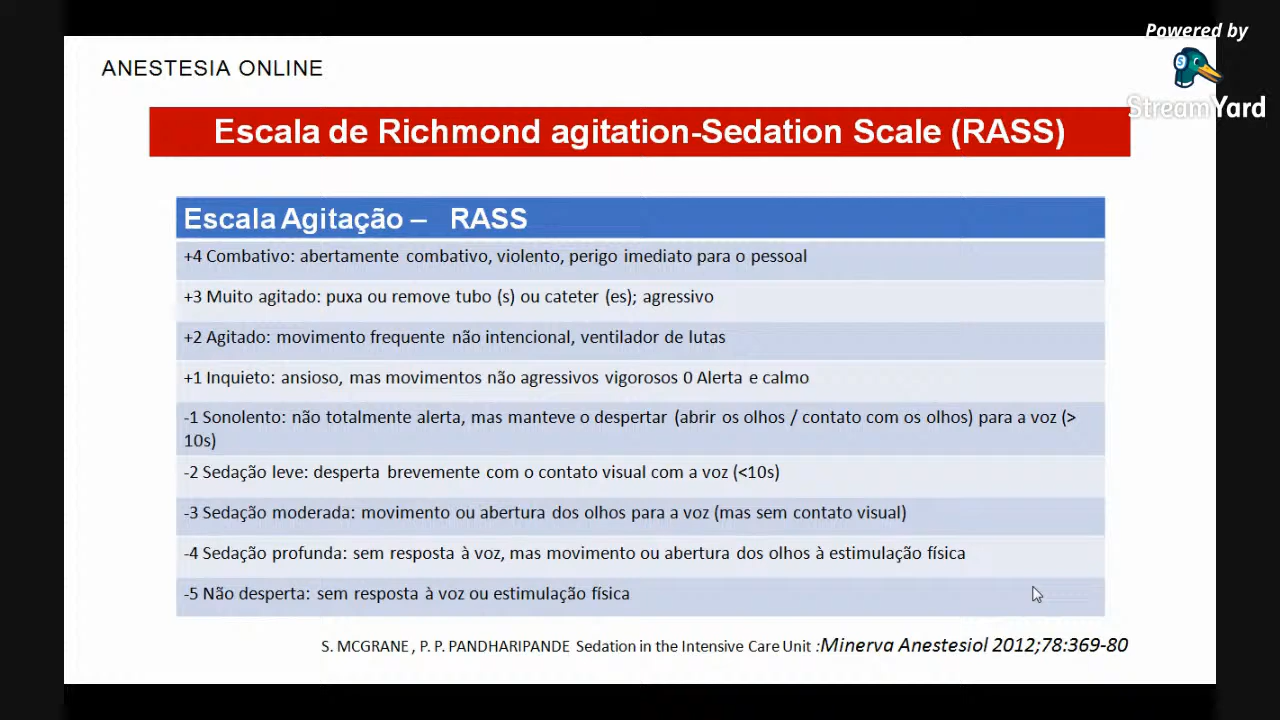 Powered by
StreamYard
ANESTESIA ONLINE
Escala de Richmond agitation-Sedation Scale (RASS)
Escala Agitação – RASS
+4 Combativo: abertamente combativo, violento, perigo imediato para o pessoal
+3 Muito agitado: puxa ou remove tubo (s) ou cateter (es); agressivo
+2 Agitado: movimento frequente não intencional, ventilador de lutas
+1 Inquieto: ansioso, mas movimentos não agressivos vigorosos 0 Alerta e calmo
-1 Sonolento: não totalmente alerta, mas manteve o despertar (abrir os olhos / contato com os olhos) para a voz (>
10s)
-2 Sedação leve: desperta brevemente com o contato visual com a voz (<10s)
-3 Sedação moderada: movimento ou abertura dos olhos para a voz (mas sem contato visual)
-4 Sedação profunda: sem resposta à voz, mas movimento ou abertura dos olhos à estimulação física
-5 Não desperta: sem resposta à voz ou estimulação física
S. MCGRANE , P. P. PANDHARIPANDE Sedation in the Intensive Care Unit :Minerva Anestesiol 2012;78:369-80